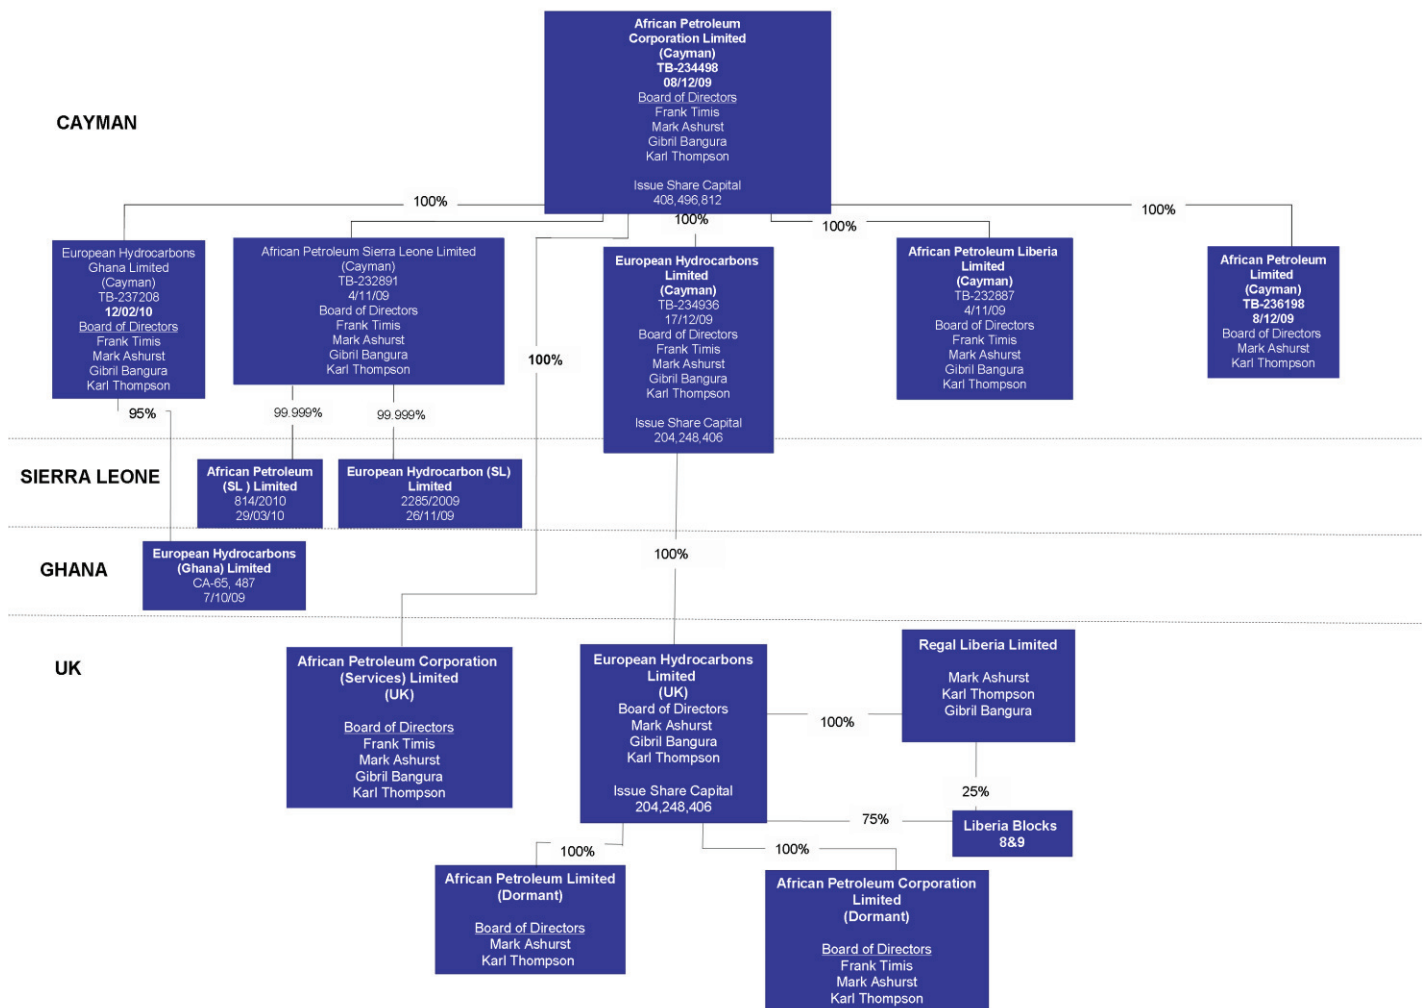 African Petroleum
Corporation Limited
(Cayman)
TB-234498
08/12/09
Board of Directors
Frank Timis
Mark Ashurst
Gibril Bangura
Karl Thompson
Issue Share Capital
408,496,812
CAYMAN
100%
100%
100%
100%
European Hydrocarbons
Ghana Limited
(Cayman)
TB-237208
12/02/10
Board of Directors
Frank Timis
Mark Ashurst
Gibril Bangura
Karl Thompson
African Petroleum Sierra Leone Limited
(Cayman)
TB-232891
4/11/09
Board of Directors
Frank Timis
Mark Ashurst
Gibril Bangura
Karl Thompson
100%
European Hydrocarbons
Limited
(Cayman)
TB-234936
17/12/09
Board of Directors
Frank Timis
Mark Ashurst
Gibril Bangura
Karl Thompson
Issue Share Capital
204,248,406
African Petroleum Liberia
Limited
(Cayman)
TB-232887
4/11/09
Board of Directors
Frank Timis
Mark Ashurst
Gibril Bangura
Karl Thompson
African Petroleum
Limited
(Cayman)
TB-236198
8/12/09
Board of Directors
Mark Ashurst
Karl Thompson
95%
99.999%
99.999%
SIERRA LEONE
African Petroleum
(SL ) Limited
814/2010
29/03/10
European Hydrocarbon (SL)
Limited
2285/2009
26/11/09
GHANA
European Hydrocarbons
(Ghana) Limited
CA-65, 487
7/10/09
100%
UK
African Petroleum Corporation
(Services) Limited
(UK)
Board of Directors
Frank Timis
Mark Ashurst
Gibril Bangura
Karl Thompson
European Hydrocarbons
Limited
(UK)
Board of Directors
Mark Ashurst
Gibril Bangura
Karl Thompson
Issue Share Capital
204,248,406
100%
Regal Liberia Limited
Mark Ashurst
Karl Thompson
Gibril Bangura
25%
75%
Liberia Blocks
8&9
100%
100%
African Petroleum Limited
(Dormant)
Board of Directors
Mark Ashurst
Karl Thompson
African Petroleum Corporation
Limited
(Dormant)
Board of Directors
Frank Timis
Mark Ashurst
Karl Thompson